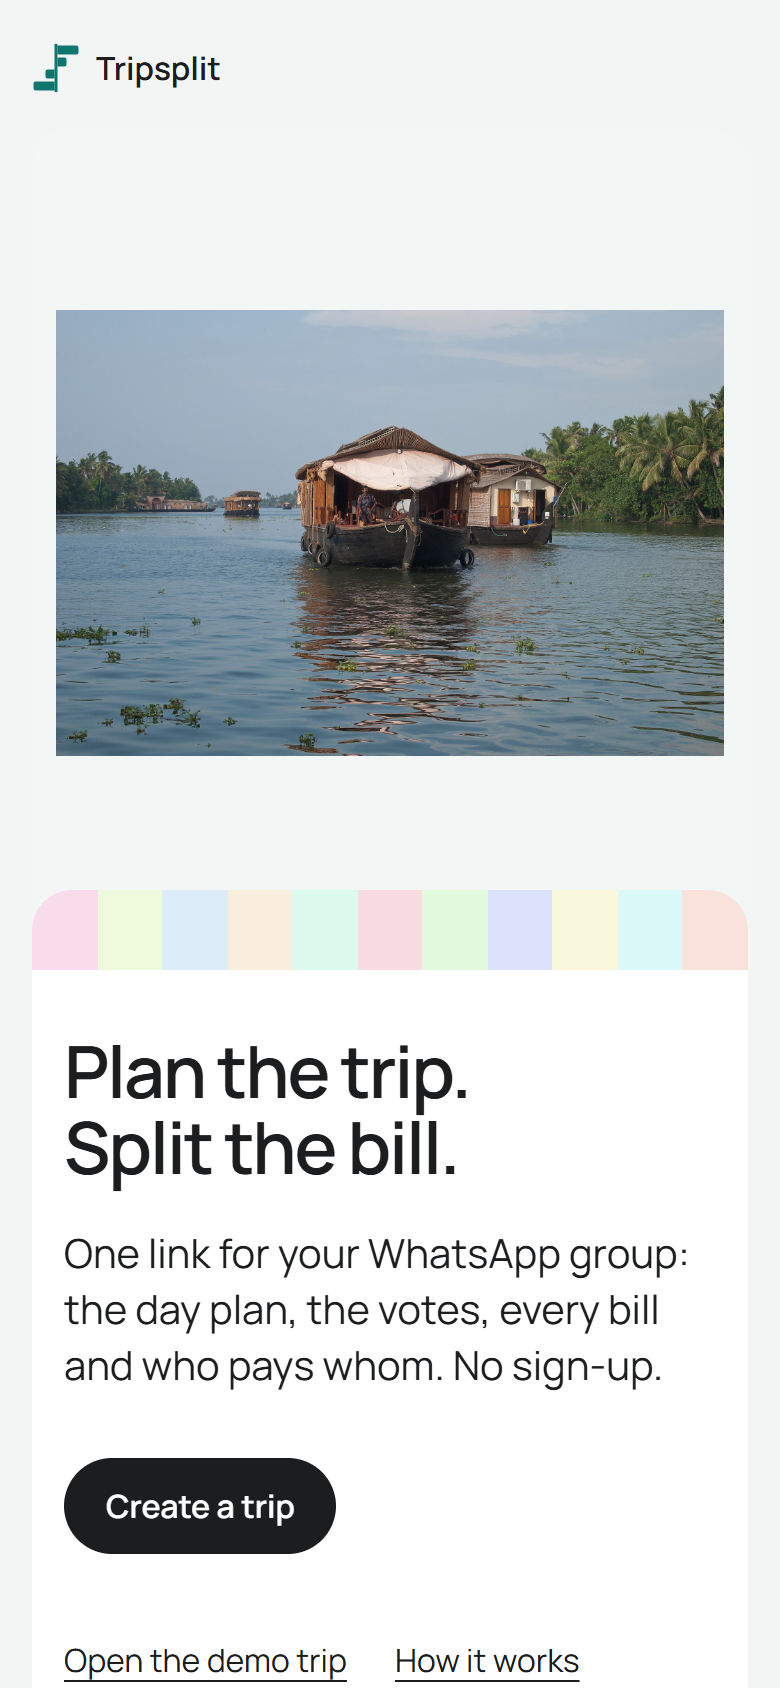 Tripsplit
Plan the trip.
Split the bill.
One link for your WhatsApp group:
the day plan, the votes, every bill
and who pays whom. No sign-up.
Create a trip
Open the demo trip
How it works